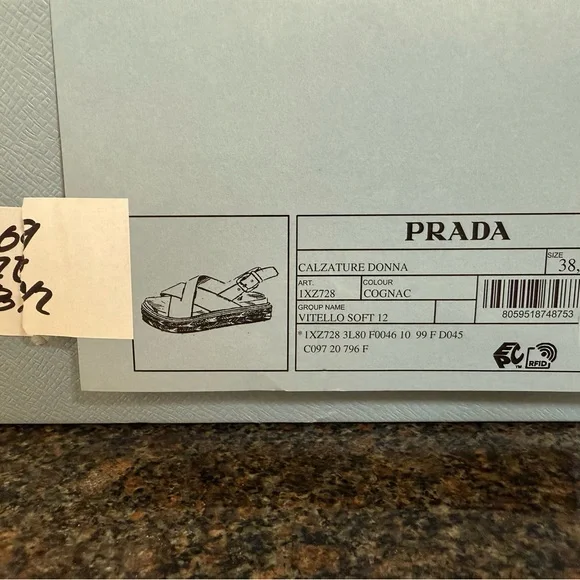 PRADA
CALZATURE DONNA
SIZE
38,
ART.
1XZ728
COLOUR
COGNAC
GROUP NAME
VITELLO SOFT 12
8059518748753
* 1XZ728 3L80 F0046 10 99 F D045
C097 20 796 F
EPC
RFID